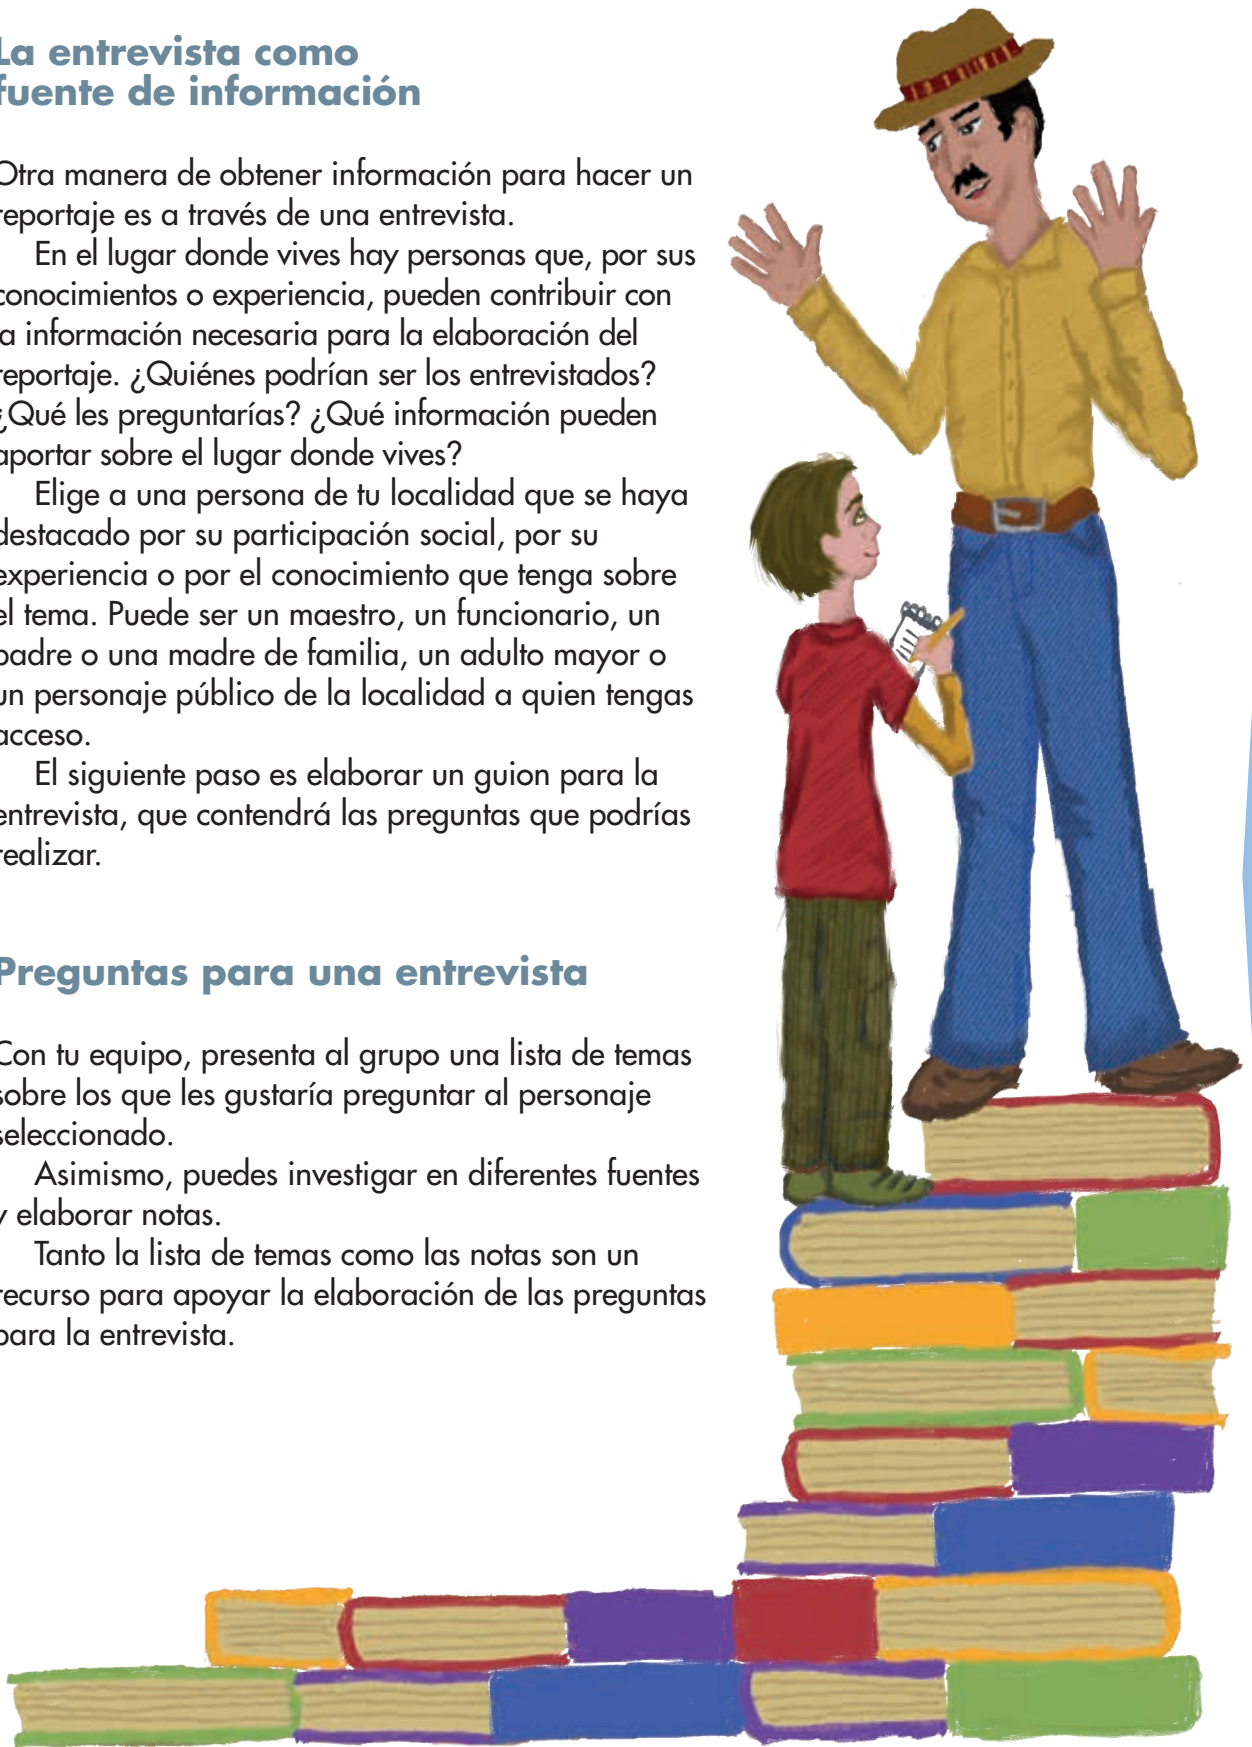 La entrevista como
fuente de información
Otra manera de obtener información para hacer un
reportaje es a través de una entrevista.
En el lugar donde vives hay personas que, por sus
conocimientos o experiencia, pueden contribuir con
la información necesaria para la elaboración del
reportaje. ¿Quiénes podrían ser los entrevistados?
¿Qué les preguntarías? ¿Qué información pueden
aportar sobre el lugar donde vives?
Elige a una persona de tu localidad que se haya
destacado por su participación social, por su
experiencia o por el conocimiento que tenga sobre
el tema. Puede ser un maestro, un funcionario, un
padre o una madre de familia, un adulto mayor o
un personaje público de la localidad a quien tengas
acceso.
El siguiente paso es elaborar un guion para la
entrevista, que contendrá las preguntas que podrías
realizar.
Preguntas para una entrevista
Con tu equipo, presenta al grupo una lista de temas
sobre los que les gustaría preguntar al personaje
seleccionado.
Asimismo, puedes investigar en diferentes fuentes
y elaborar notas.
Tanto la lista de temas como las notas son un
recurso para apoyar la elaboración de las preguntas
para la entrevista.